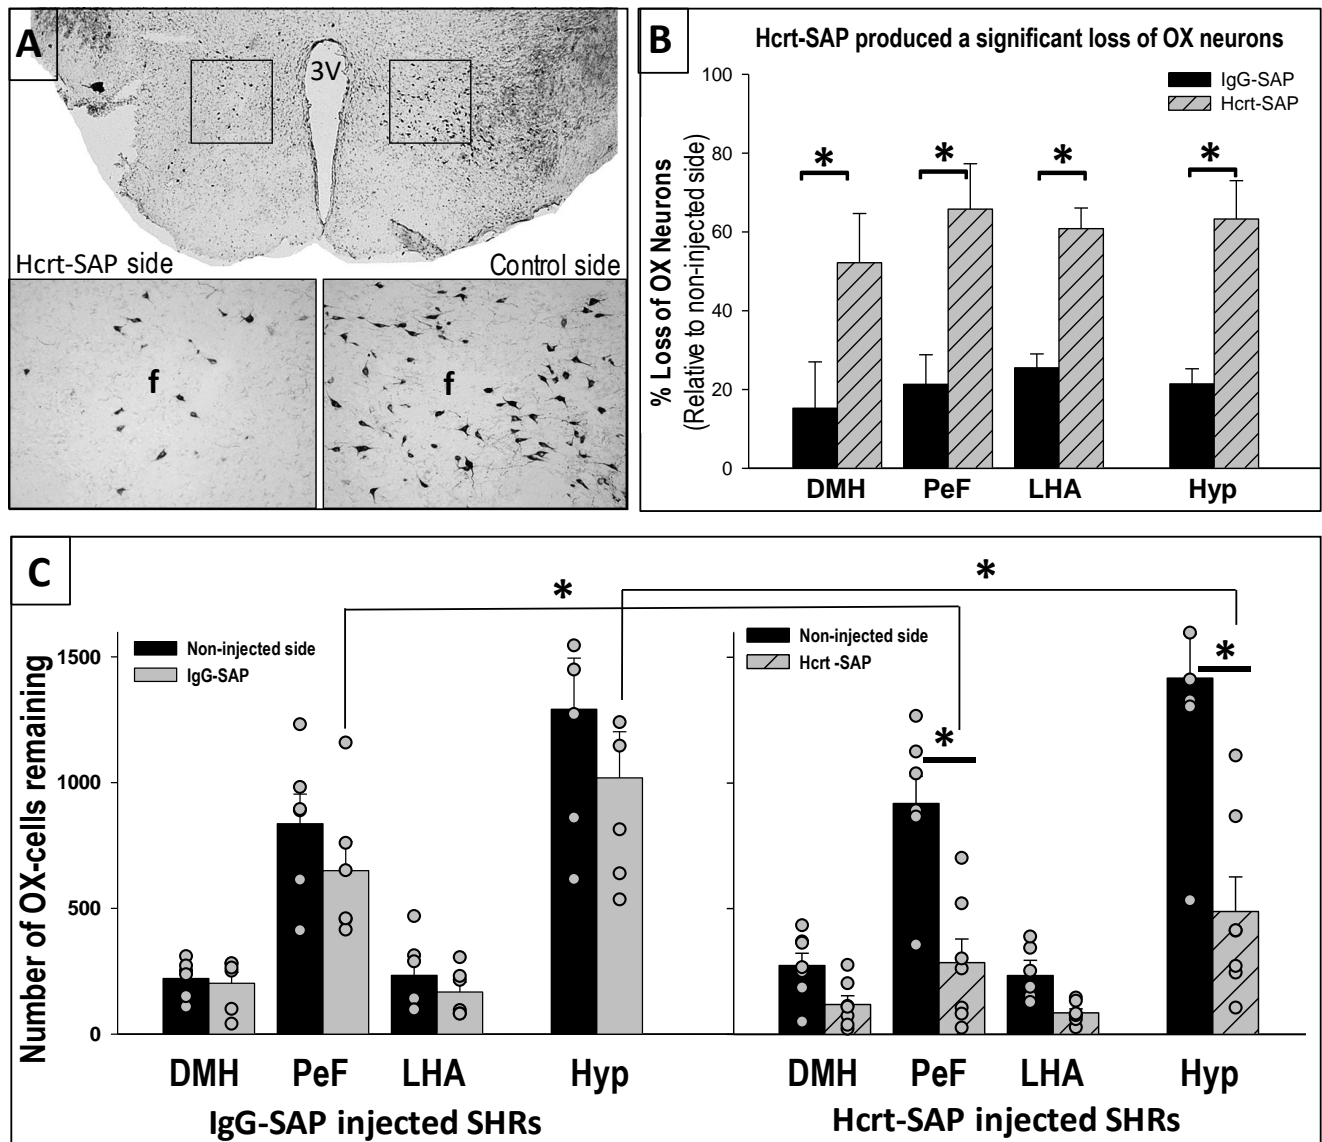 A
3V
Hcrt-SAP side
Control side
f
f
B
Hcrt-SAP produced a significant loss of OX neurons
IgG-SAP
Hcrt-SAP
% Loss of OX Neurons
(Relative to non-injected side)
100
80
60
40
20
0
*
*
*
*
DMH PeF LHA Hyp
C
*
*
Number of OX-cells remaining
1500
1000
500
0
Non-injected side
IgG-SAP
Non-injected side
Hcrt -SAP
*
*
DMH PeF LHA Hyp
DMH PeF LHA Hyp
IgG-SAP injected SHRs
Hcrt-SAP injected SHRs